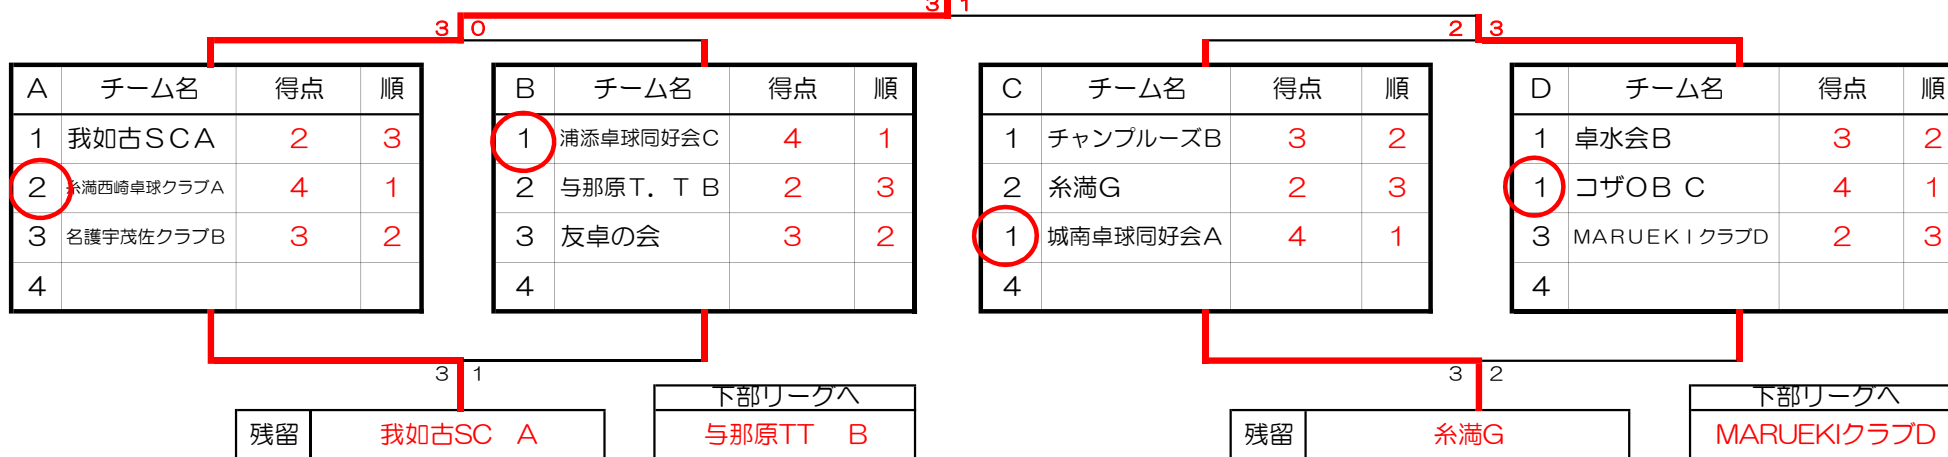 3 1
3 0
2 3
A チーム名 得点 順
1 我如古SCA 2 3
2 糸満西崎卓球クラブA 4 1
3 名護宇茂佐クラブB 3 2
4
B チーム名 得点 順
1 浦添卓球同好会C 4 1
2 与那原T．T B 2 3
3 友卓の会 3 2
4
C チーム名 得点 順
1 チャンプルーズB 3 2
2 糸満G 2 3
1 城南卓球同好会A 4 1
4
D チーム名 得点 順
1 卓水会B 3 2
1 コザOB C 4 1
3 MARUEKIクラブD 2 3
4
3 1
残留 我如古SC A
下部リーグへ
与那原TT B
3 2
残留 糸満G
下部リーグへ
MARUEKIクラブD